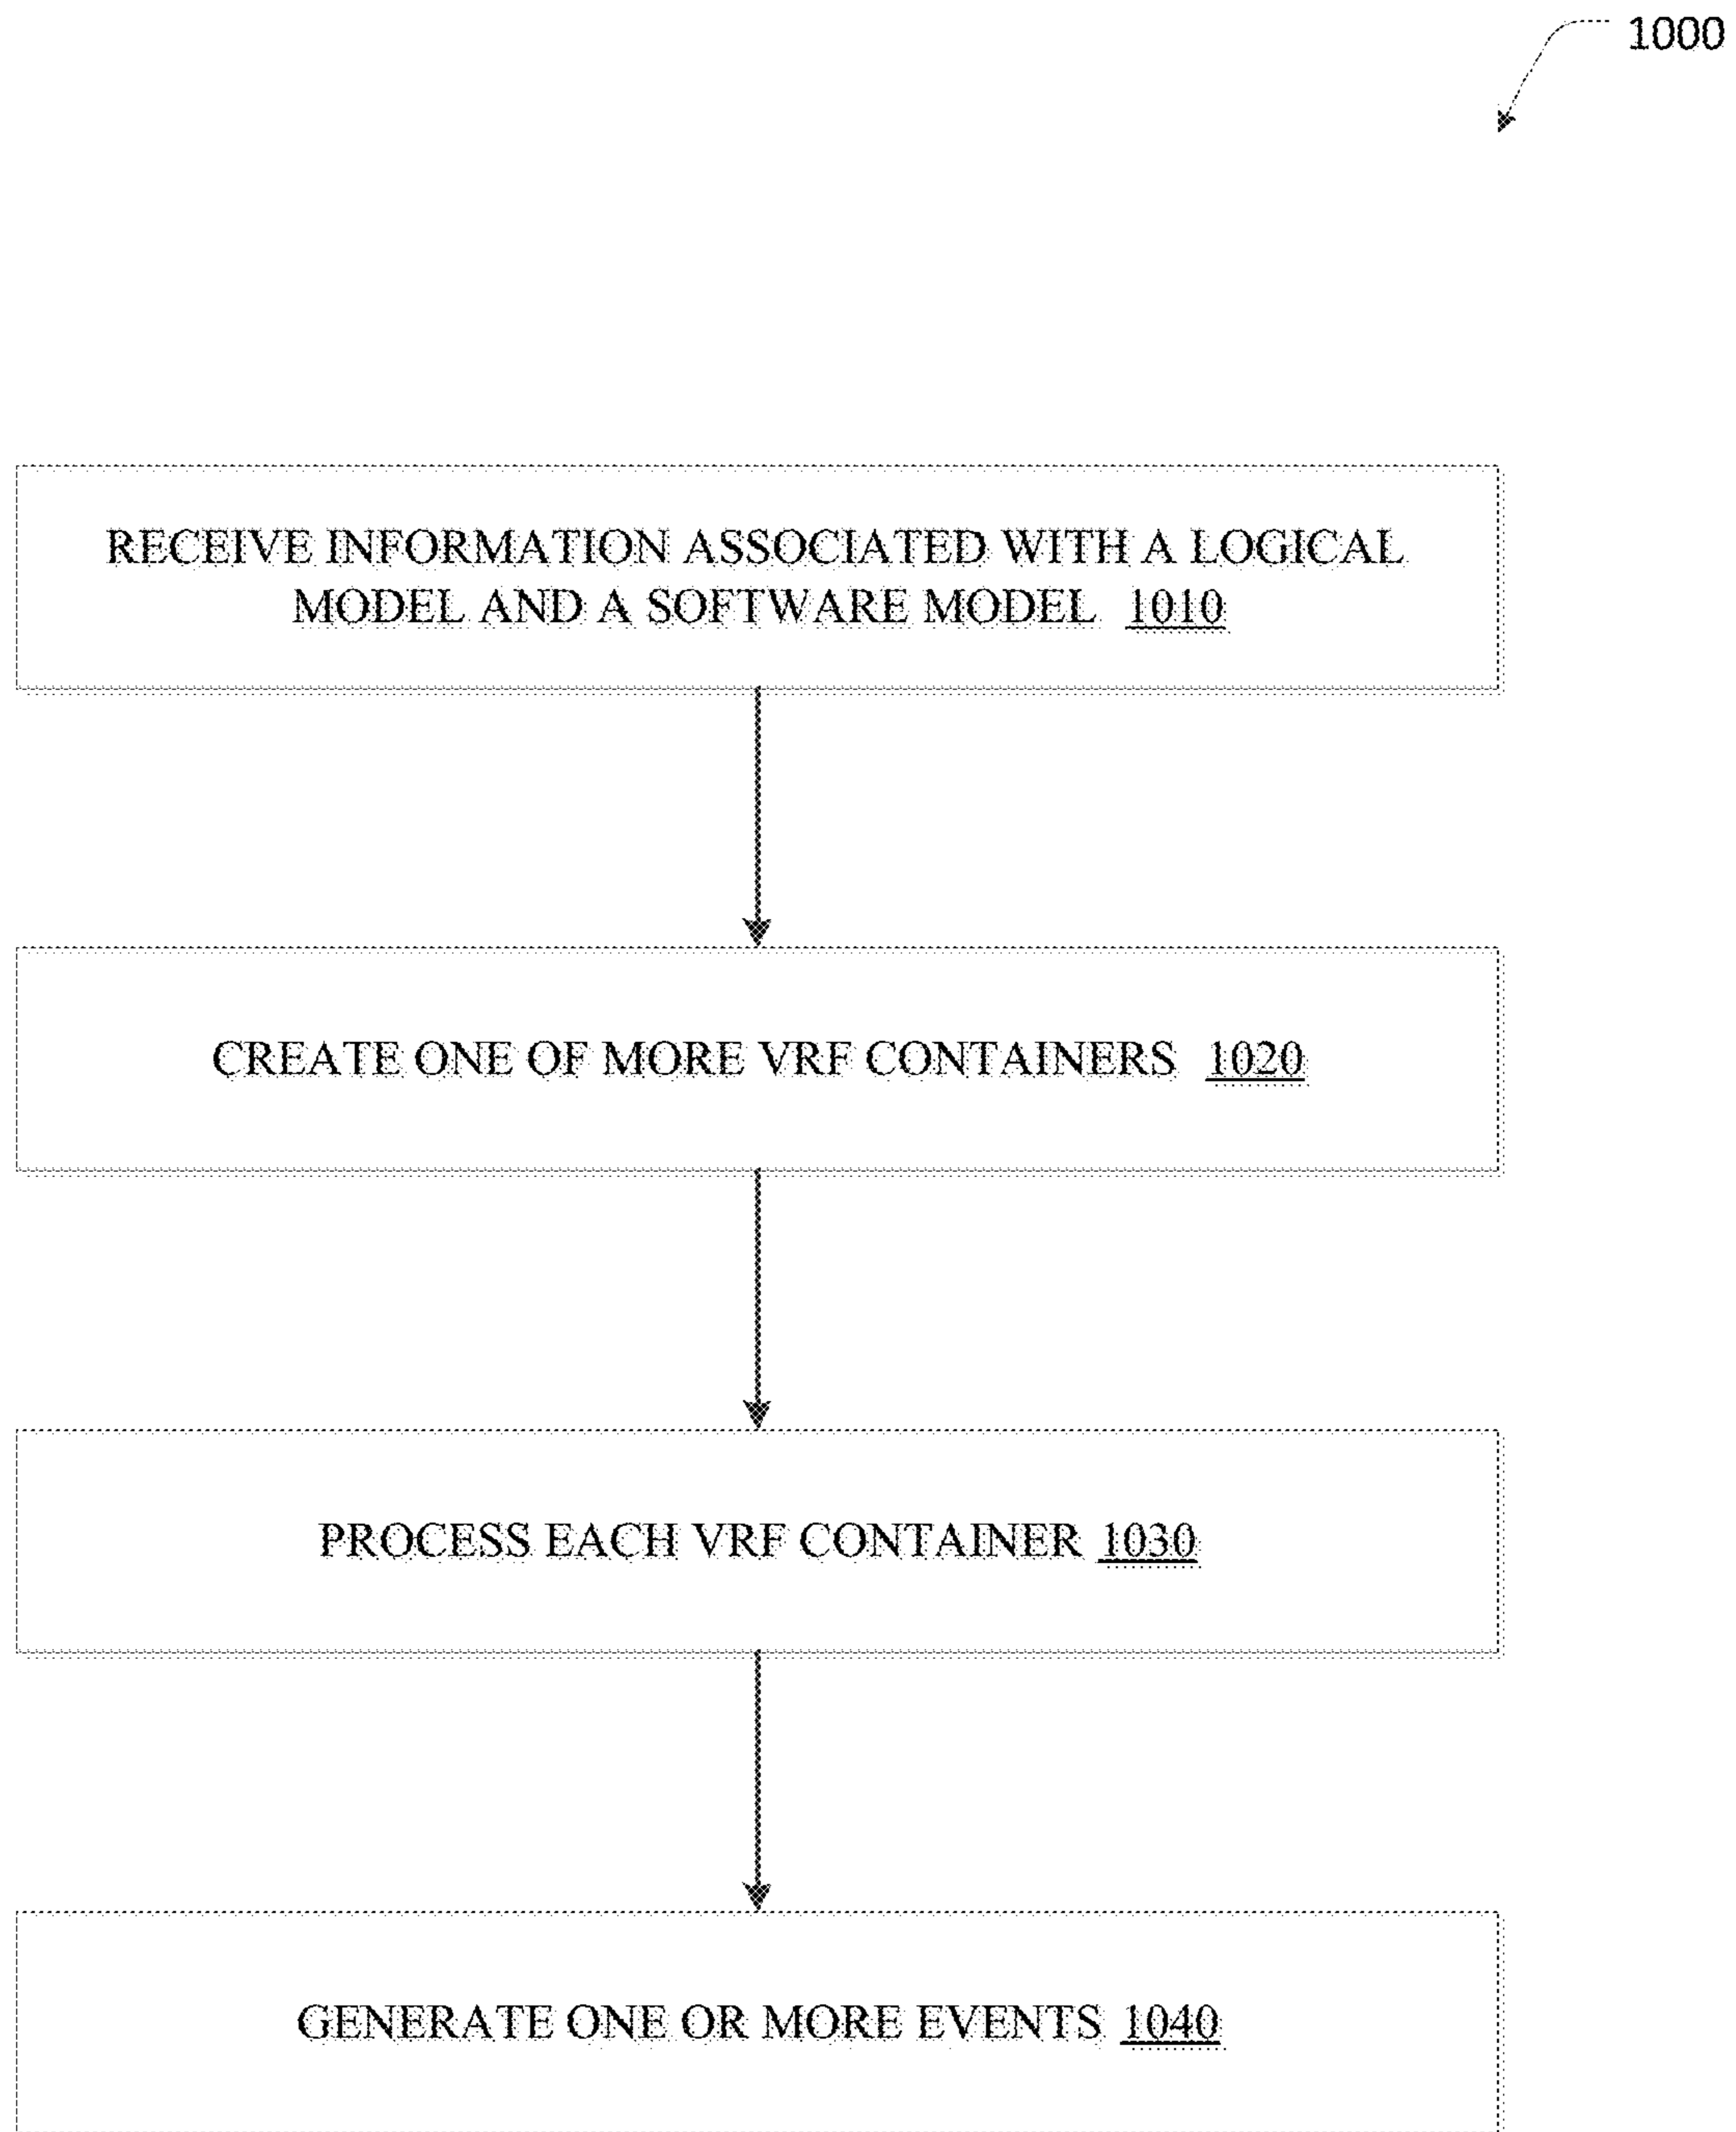 1000
RECEIVE INFORMATION ASSOCIATED WITH A LOGICAL
MODEL AND A SOFTWARE MODEL 1010
CREATE ONE OF MORE VRF CONTAINERS 1020
PROCESS EACH VRF CONTAINER 1030
GENERATE ONE OR MORE EVENTS 1040